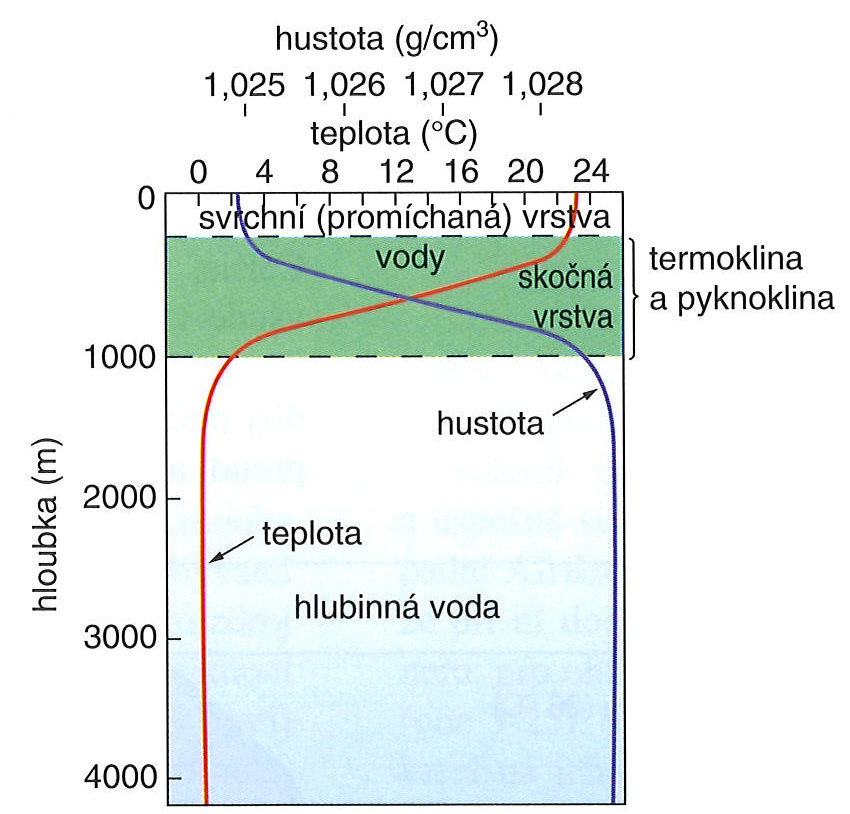 hustota (g/cm³)
1,025 1,026 1,027 1,028
teplota (°C)
0 4 8 12 16 20 24
0
svrchní (promíchaná) vrstva
vody
skočná
vrstva
termoklina
a pyknoklina
1000
hustota
2000
teplota
hlubinná voda
3000
4000
hloubka (m)